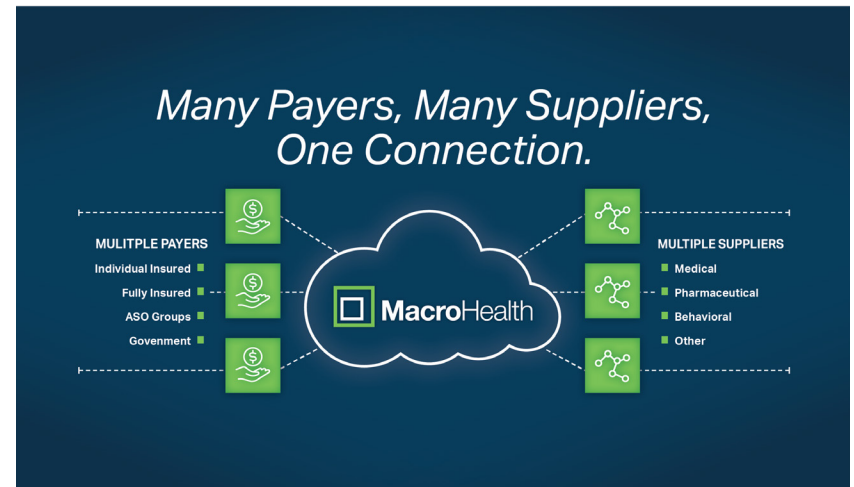 Many Payers, Many Suppliers,
One Connection.
MULITPLE PAYERS
Individual Insured
Fully Insured
ASO Groups
Govenment
MacroHealth
MULTIPLE SUPPLIERS
Medical
Pharmaceutical
Behavioral
Other